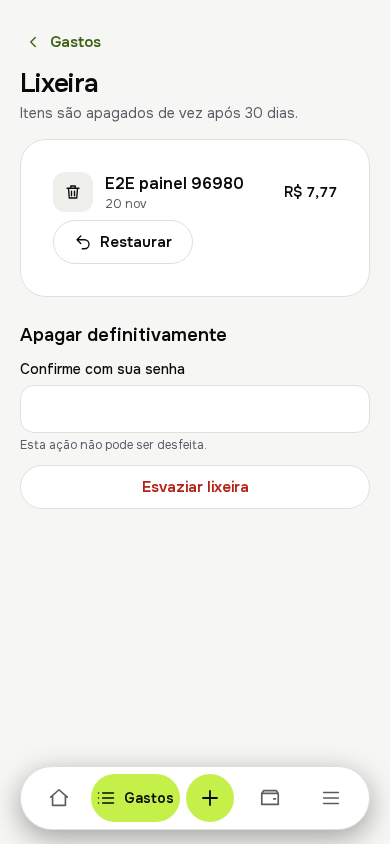 Gastos
Lixeira
Itens são apagados de vez após 30 dias.
E2E painel 96980
R$ 7,77
20 nov
Restaurar
Apagar definitivamente
Confirme com sua senha
Esta ação não pode ser desfeita.
Esvaziar lixeira
Gastos